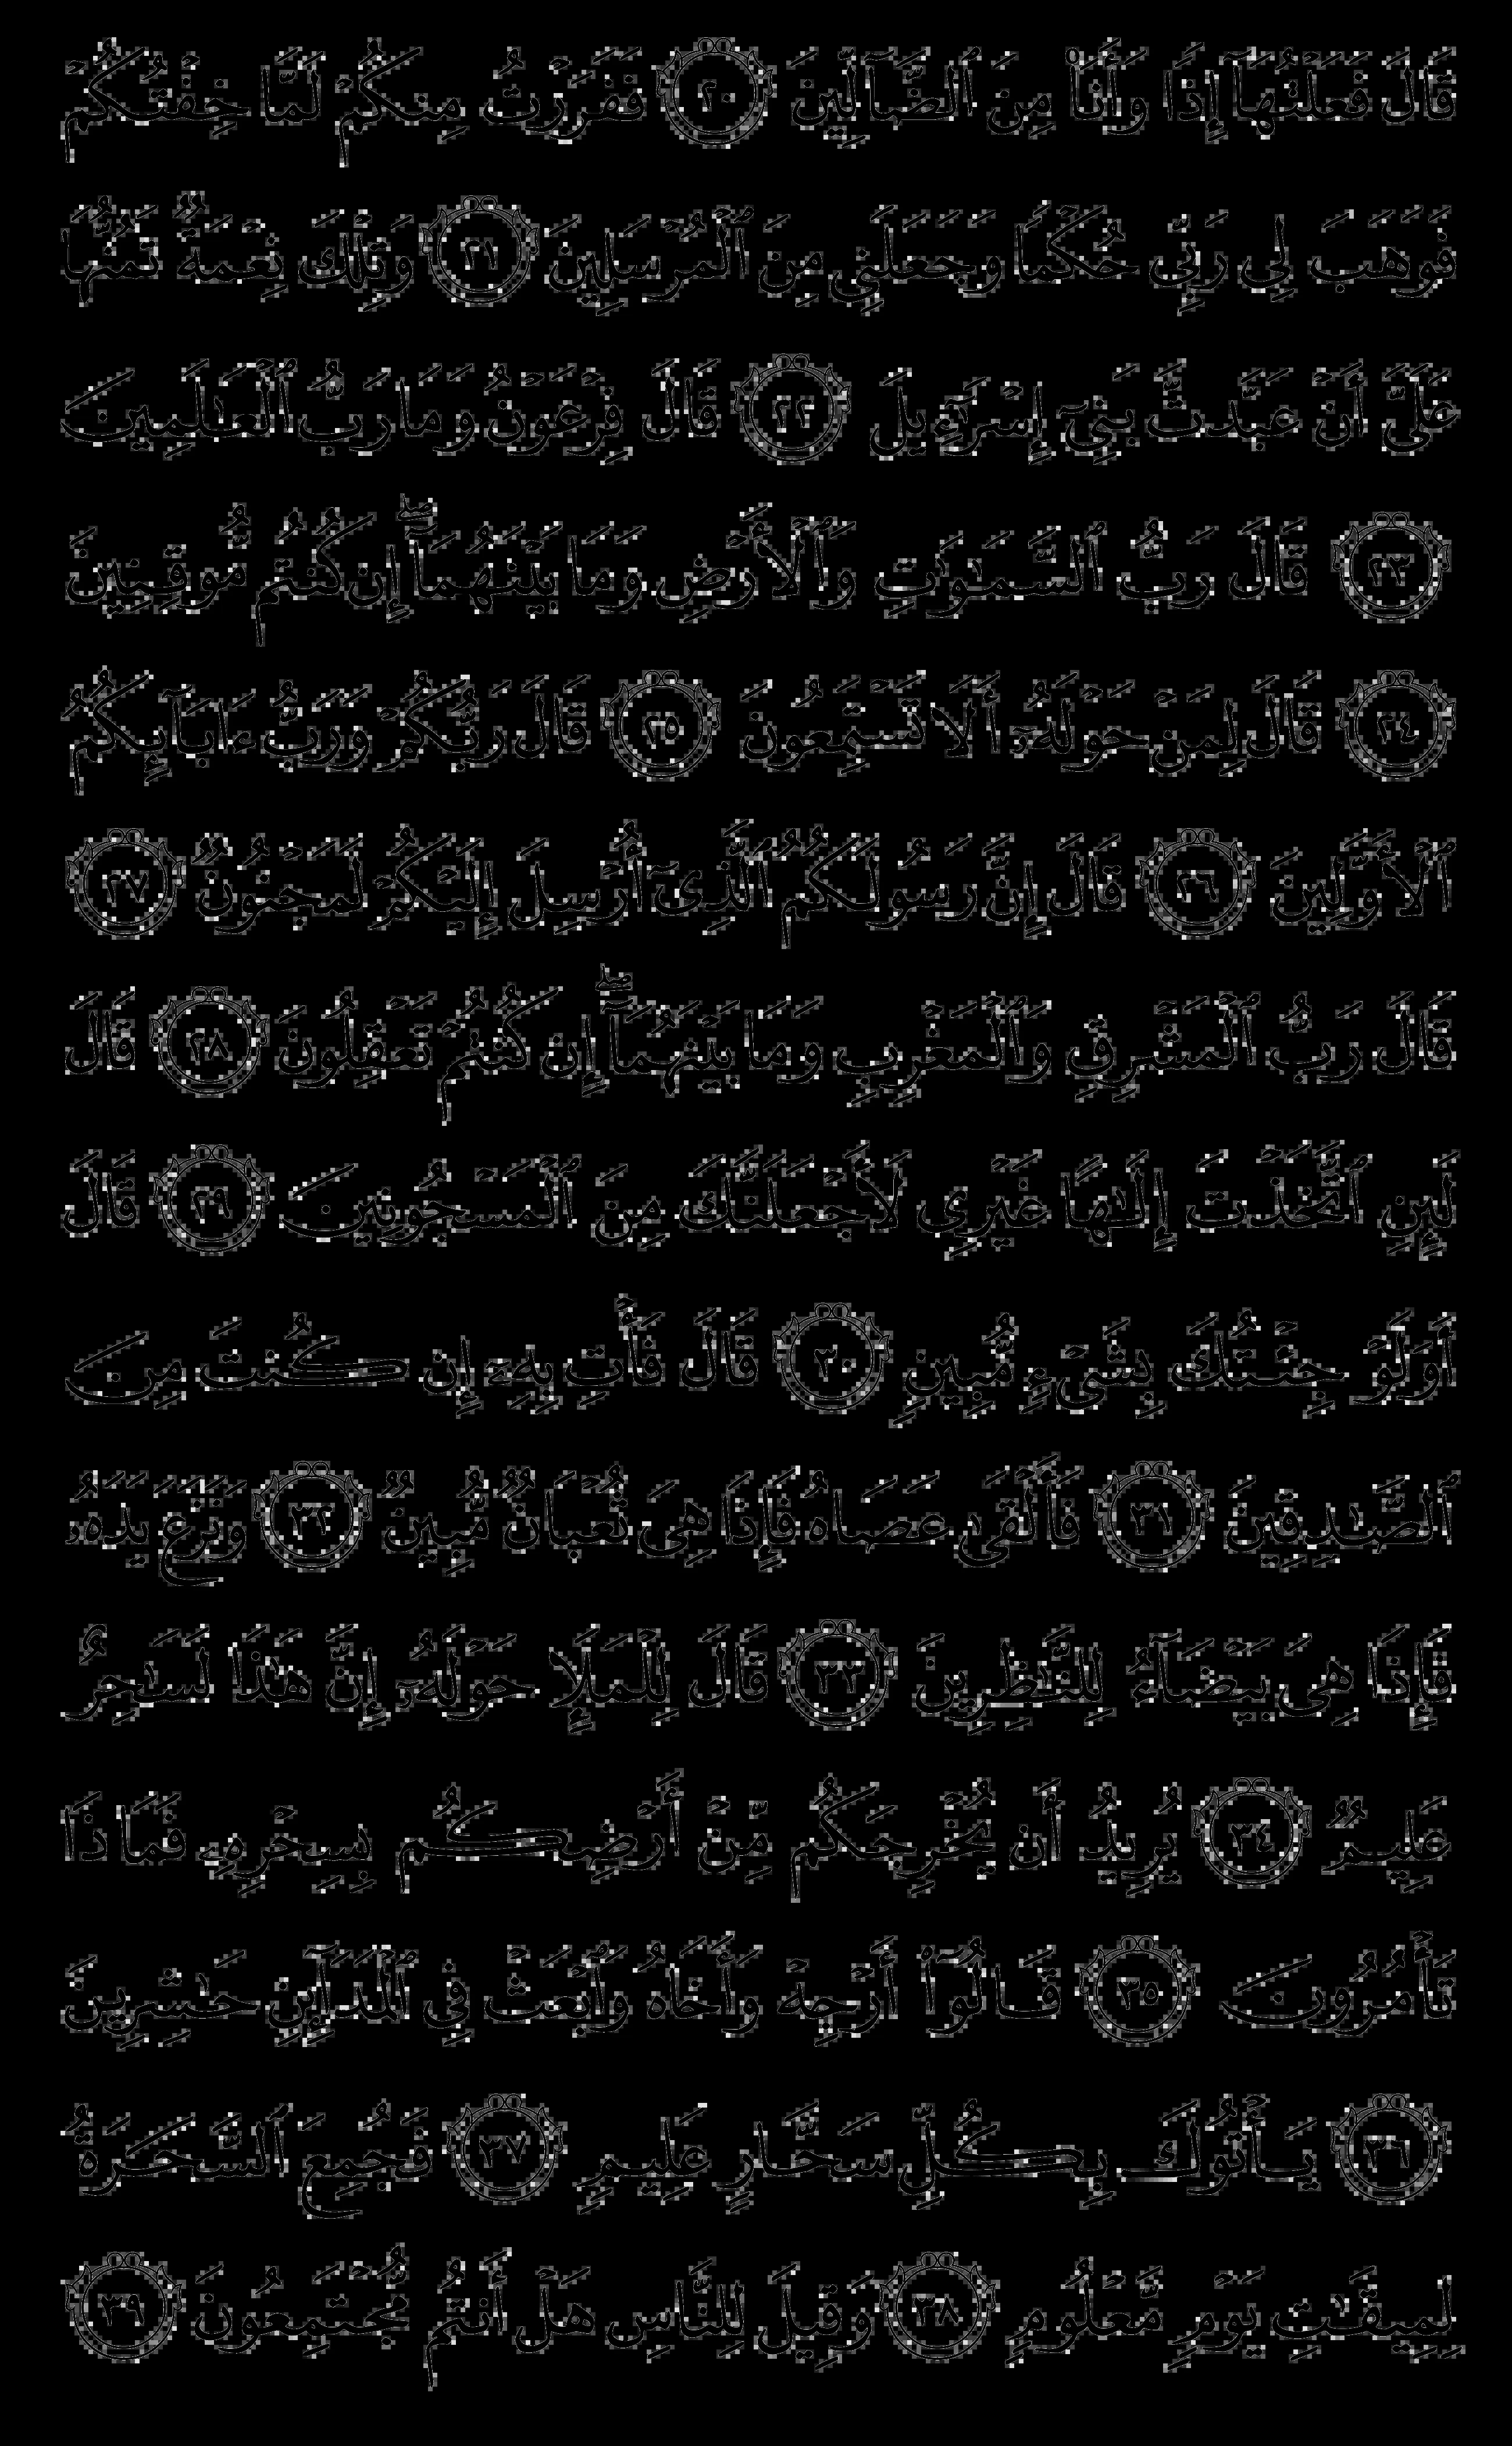 قَالَ فَعَلْتُهَآ إِذًا وَأَنَا۠ مِنَ ٱلضَّآلِّينَ ٢٠ فَفَرَرْتُ مِنكُمْ لَمَّا خِفْتُكُمْ
فَوَهَبَ لِى رَبِّى حُكْمًا وَجَعَلَنِى مِنَ ٱلْمُرْسَلِينَ ٢١ وَتِلْكَ نِعْمَةٌ تَمُنُّهَا
عَلَىَّ أَنْ عَبَّدتَّ بَنِىٓ إِسْرَٰٓءِيلَ ٢٢ قَالَ فِرْعَوْنُ وَمَا رَبُّ ٱلْعَٰلَمِينَ
٢٣ قَالَ رَبُّ ٱلسَّمَٰوَٰتِ وَٱلْأَرْضِ وَمَا بَيْنَهُمَآ ۖ إِن كُنتُم مُّوقِنِينَ
٢٤ قَالَ لِمَنْ حَوْلَهُۥٓ أَلَا تَسْتَمِعُونَ ٢٥ قَالَ رَبُّكُمْ وَرَبُّ ءَابَآئِكُمُ
ٱلْأَوَّلِينَ ٢٦ قَالَ إِنَّ رَسُولَكُمُ ٱلَّذِىٓ أُرْسِلَ إِلَيْكُمْ لَمَجْنُونٌ ٢٧
قَالَ رَبُّ ٱلْمَشْرِقِ وَٱلْمَغْرِبِ وَمَا بَيْنَهُمَآ ۖ إِن كُنتُمْ تَعْقِلُونَ ٢٨ قَالَ
لَئِنِ ٱتَّخَذْتَ إِلَٰهًا غَيْرِى لَأَجْعَلَنَّكَ مِنَ ٱلْمَسْجُونِينَ ٢٩ قَالَ
أَوَلَوْ جِئْتُكَ بِشَىْءٍ مُّبِينٍ ٣٠ قَالَ فَأْتِ بِهِۦٓ إِن كُنتَ مِنَ
ٱلصَّٰدِقِينَ ٣١ فَأَلْقَىٰ عَصَاهُ فَإِذَا هِىَ ثُعْبَانٌ مُّبِينٌ ٣٢ وَنَزَعَ يَدَهُۥ
فَإِذَا هِىَ بَيْضَآءُ لِلنَّٰظِرِينَ ٣٣ قَالَ لِلْمَلَإِ حَوْلَهُۥٓ إِنَّ هَٰذَا لَسَٰحِرٌ
عَلِيمٌ ٣٤ يُرِيدُ أَن يُخْرِجَكُم مِّنْ أَرْضِكُم بِسِحْرِهِۦ فَمَاذَا
تَأْمُرُونَ ٣٥ قَالُوٓا۟ أَرْجِهْ وَأَخَاهُ وَٱبْعَثْ فِى ٱلْمَدَآئِنِ حَٰشِرِينَ
٣٦ يَأْتُوكَ بِكُلِّ سَحَّارٍ عَلِيمٍ ٣٧ فَجُمِعَ ٱلسَّحَرَةُ
لِمِيقَٰتِ يَوْمٍ مَّعْلُومٍ ٣٨ وَقِيلَ لِلنَّاسِ هَلْ أَنتُم مُّجْتَمِعُونَ ٣٩